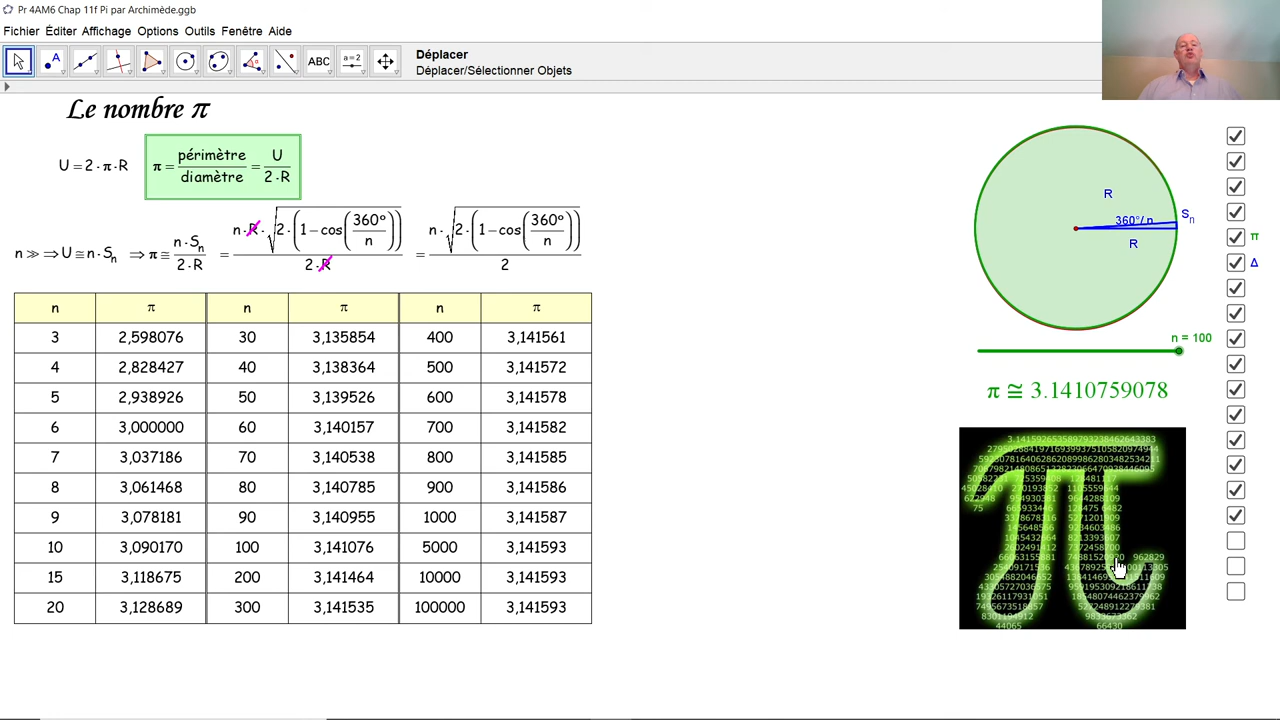 Pr 4AM6 Chap 11f Pi par Archimède.ggb
Fichier Éditer Affichage Options Outils Fenêtre Aide
A ABC a=2
Déplacer
Déplacer/Sélectionner Objets
Le nombre π
U = 2·π·R
π = périmètre / diamètre = U / 2·R
n ≫ ⇒ U ≅ n·Sn ⇒ π ≅ n·Sn / 2·R = n·R·√(2·(1−cos(360°/n))) / 2·R = n·√(2·(1−cos(360°/n))) / 2
n π n π n π
3 2,598076 30 3,135854 400 3,141561
4 2,828427 40 3,138364 500 3,141572
5 2,938926 50 3,139526 600 3,141578
6 3,000000 60 3,140157 700 3,141582
7 3,037186 70 3,140538 800 3,141585
8 3,061468 80 3,140785 900 3,141586
9 3,078181 90 3,140955 1000 3,141587
10 3,090170 100 3,141076 5000 3,141593
15 3,118675 200 3,141464 10000 3,141593
20 3,128689 300 3,141535 100000 3,141593
R
360°/ n
Sn
R
π
Δ
n = 100
π ≅ 3.1410759078
3.14159265358979323846264338​3